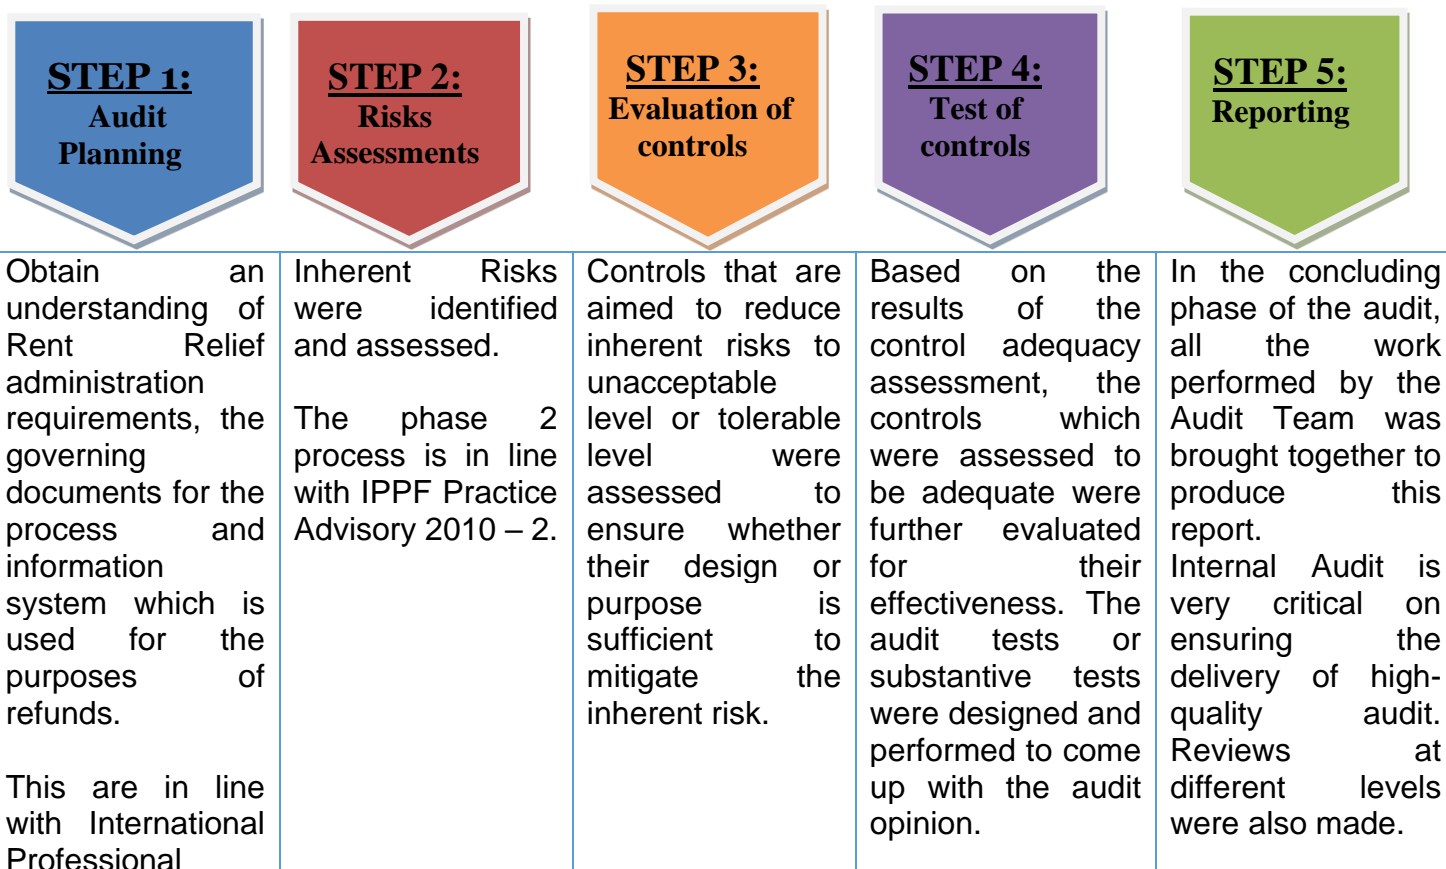 STEP 1:
Audit
Planning
STEP 2:
Risks
Assessments
STEP 3:
Evaluation of
controls
STEP 4:
Test of
controls
STEP 5:
Reporting
Obtain an
understanding of
Rent Relief
administration
requirements, the
governing
documents for the
process and
information
system which is
used for the
purposes of
refunds.
This are in line
with International
Professional
Inherent Risks
were identified
and assessed.
The phase 2
process is in line
with IPPF Practice
Advisory 2010 – 2.
Controls that are
aimed to reduce
inherent risks to
unacceptable
level or tolerable
level were
assessed to
ensure whether
their design or
purpose is
sufficient to
mitigate the
inherent risk.
Based on the
results of the
control adequacy
assessment, the
controls which
were assessed to
be adequate were
further evaluated
for their
effectiveness. The
audit tests or
substantive tests
were designed and
performed to come
up with the audit
opinion.
In the concluding
phase of the audit,
all the work
performed by the
Audit Team was
brought together to
produce this
report.
Internal Audit is
very critical on
ensuring the
delivery of high-
quality audit.
Reviews at
different levels
were also made.